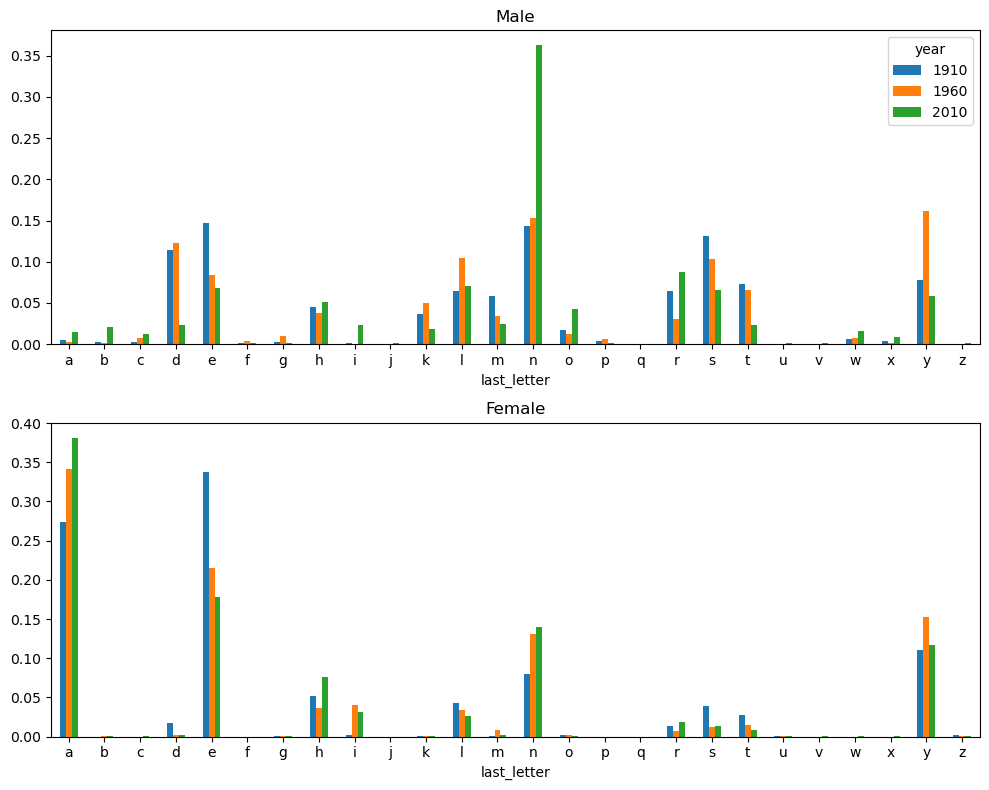 Male
0.35
0.30
0.25
0.20
0.15
0.10
0.05
0.00
year
1910
1960
2010
a b c d e f g h i j k l m n o p q r s t u v w x y z
last_letter
Female
0.40
0.35
0.30
0.25
0.20
0.15
0.10
0.05
0.00
a b c d e f g h i j k l m n o p q r s t u v w x y z
last_letter